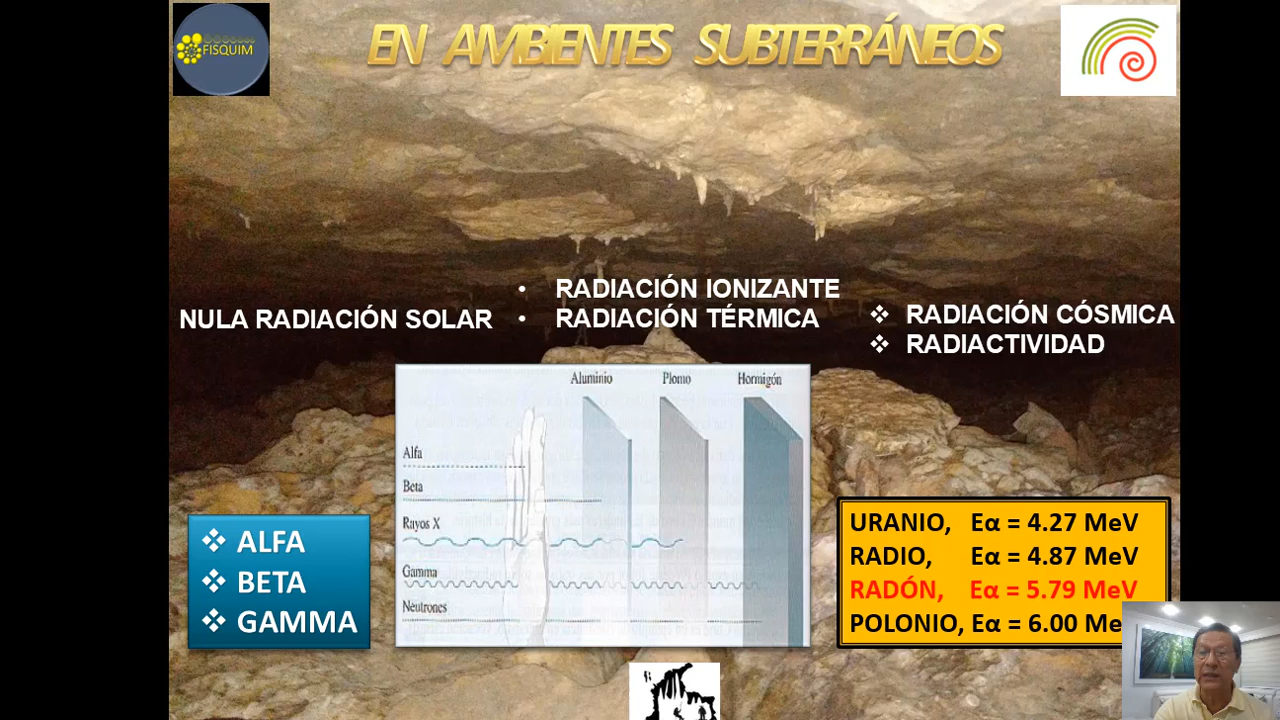 FISQUIM
EN AMBIENTES SUBTERRÁNEOS
NULA RADIACIÓN SOLAR
• RADIACIÓN IONIZANTE
• RADIACIÓN TÉRMICA
❖ RADIACIÓN CÓSMICA
❖ RADIACTIVIDAD
Aluminio Plomo Hormigón
Alfa
Beta
Rayos X
Gamma
Neutrones
❖ ALFA
❖ BETA
❖ GAMMA
URANIO, Eα = 4.27 MeV
RADIO, Eα = 4.87 MeV
RADÓN, Eα = 5.79 MeV
POLONIO, Eα = 6.00 Me